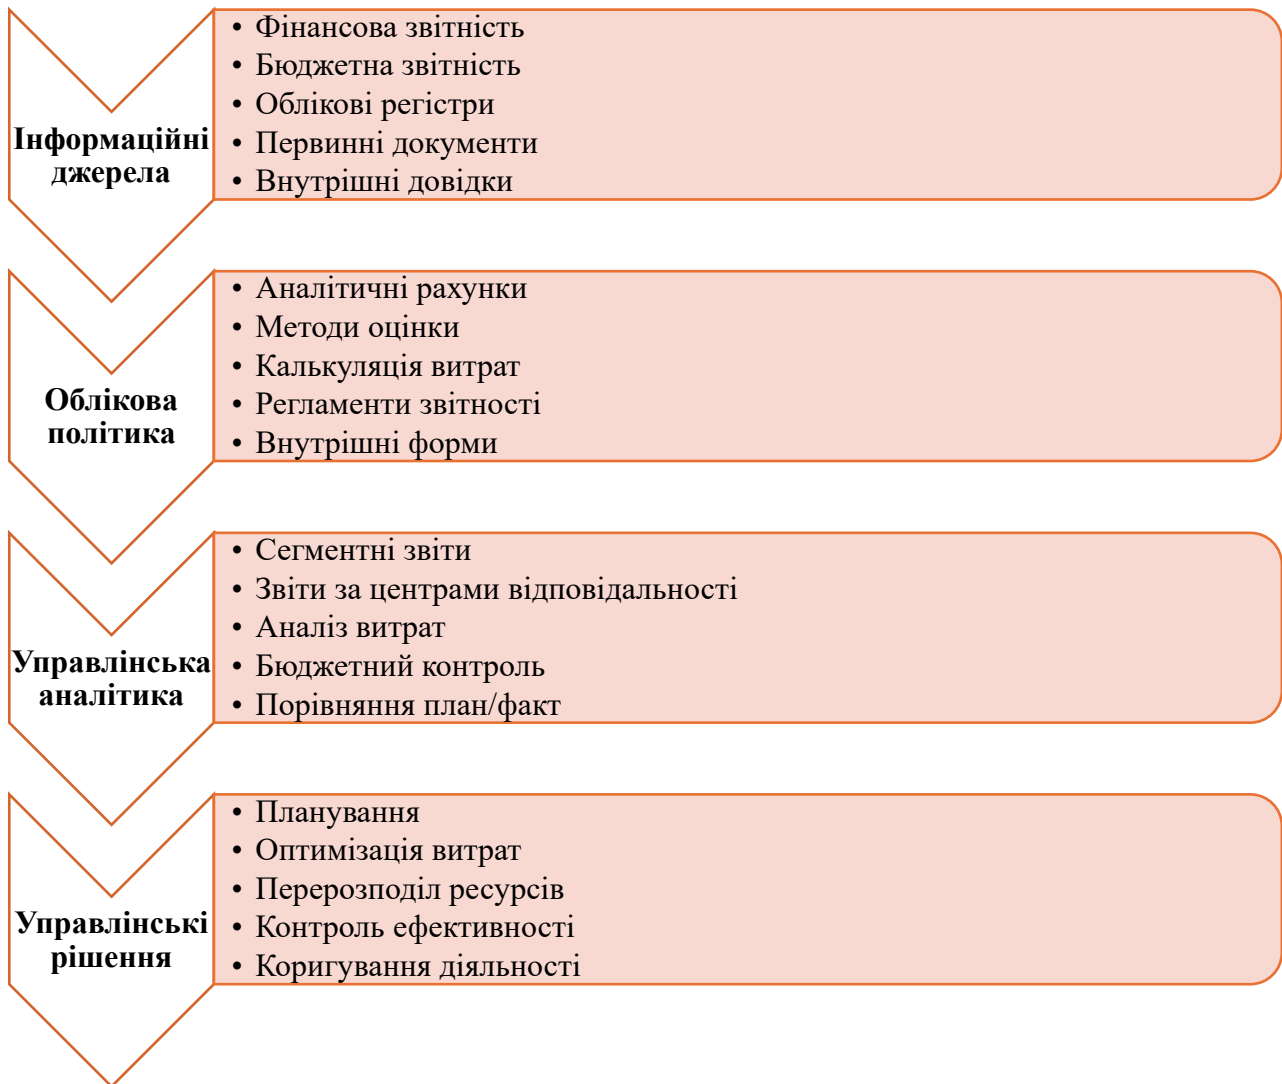 Інформаційні
джерела
• Фінансова звітність
• Бюджетна звітність
• Облікові регістри
• Первинні документи
• Внутрішні довідки
Облікова
політика
• Аналітичні рахунки
• Методи оцінки
• Калькуляція витрат
• Регламенти звітності
• Внутрішні форми
Управлінська
аналітика
• Сегментні звіти
• Звіти за центрами відповідальності
• Аналіз витрат
• Бюджетний контроль
• Порівняння план/факт
Управлінські
рішення
• Планування
• Оптимізація витрат
• Перерозподіл ресурсів
• Контроль ефективності
• Коригування діяльності